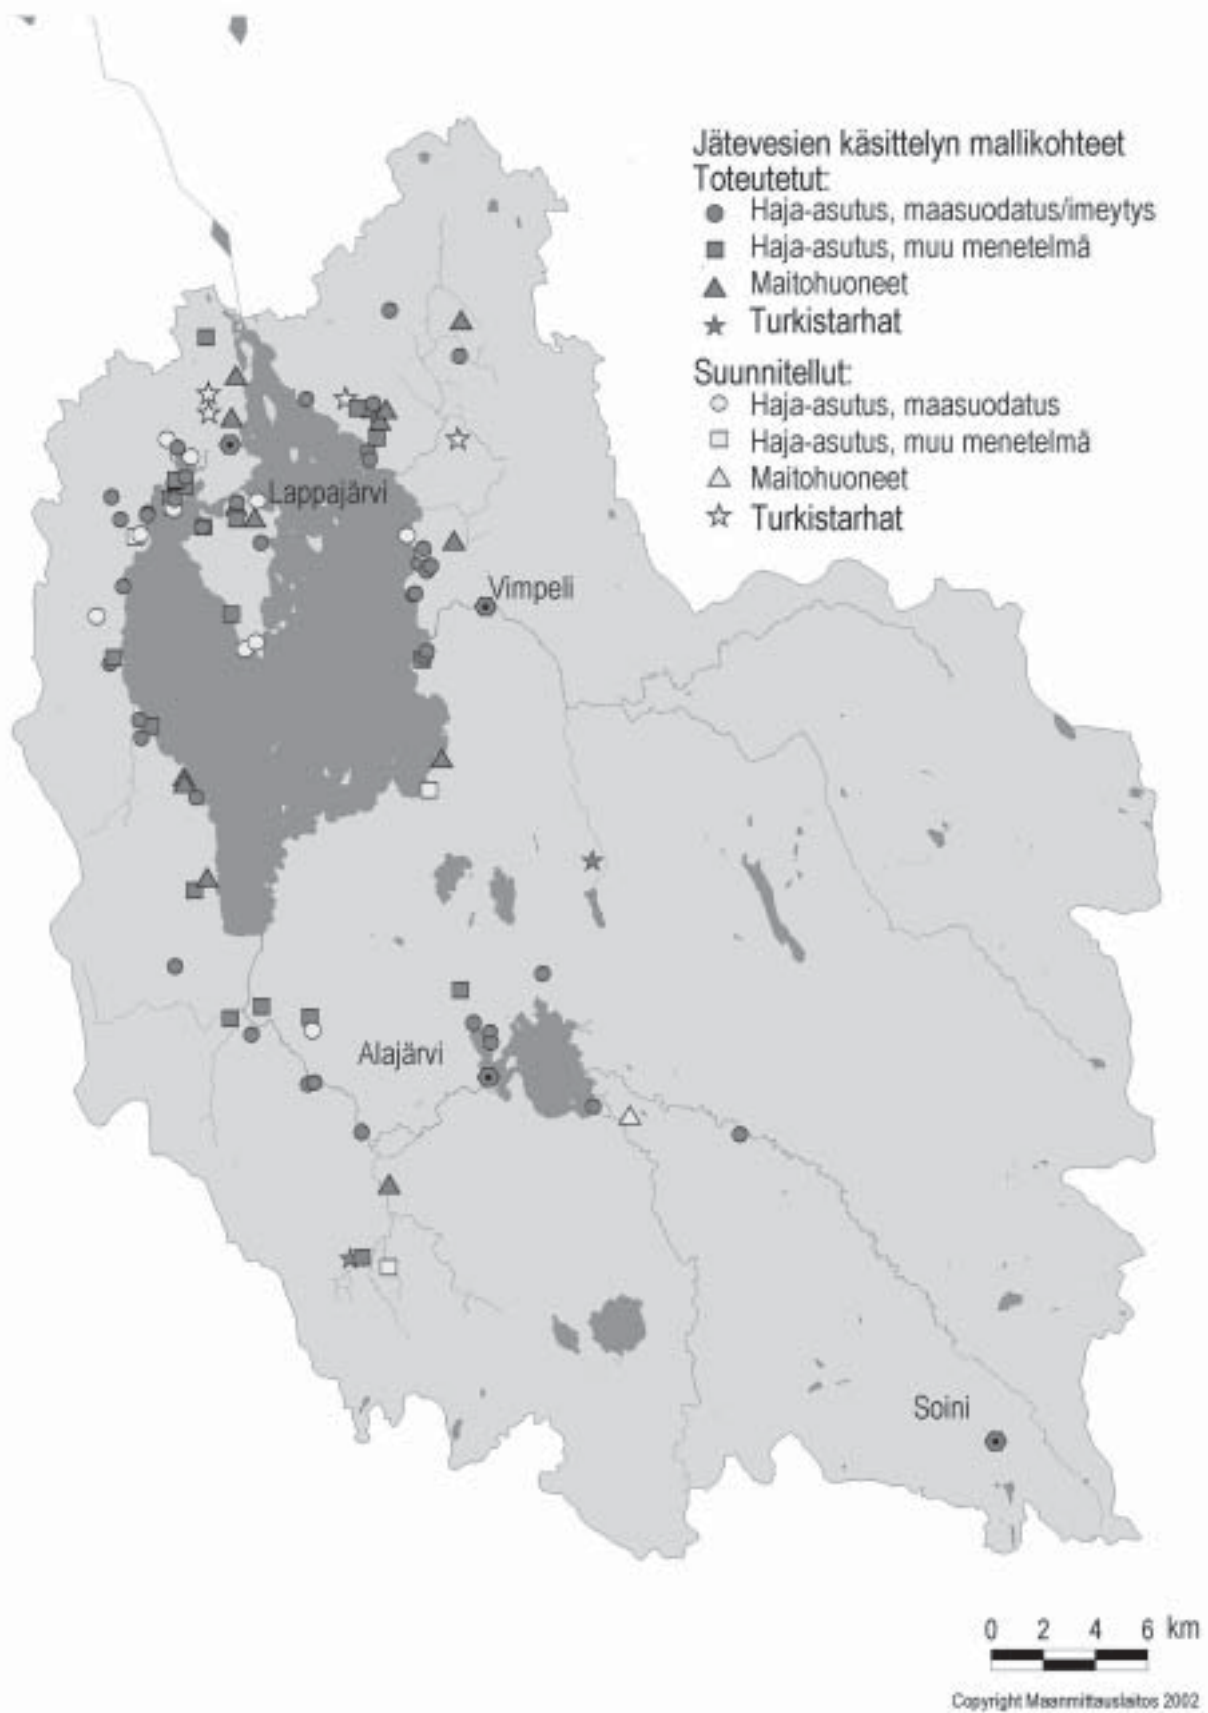 Jätevesien käsittelyn mallikohteet
Toteutetut:
Haja-asutus, maasuodatus/imeytys
Haja-asutus, muu menetelmä
Maitohuoneet
Turkistarhat
Suunnitellut:
Haja-asutus, maasuodatus
Haja-asutus, muu menetelmä
Maitohuoneet
Turkistarhat
Lappajärvi
Vimpeli
Alajärvi
Soini
0 2 4 6 km
Copyright Maanmittauslaitos 2002